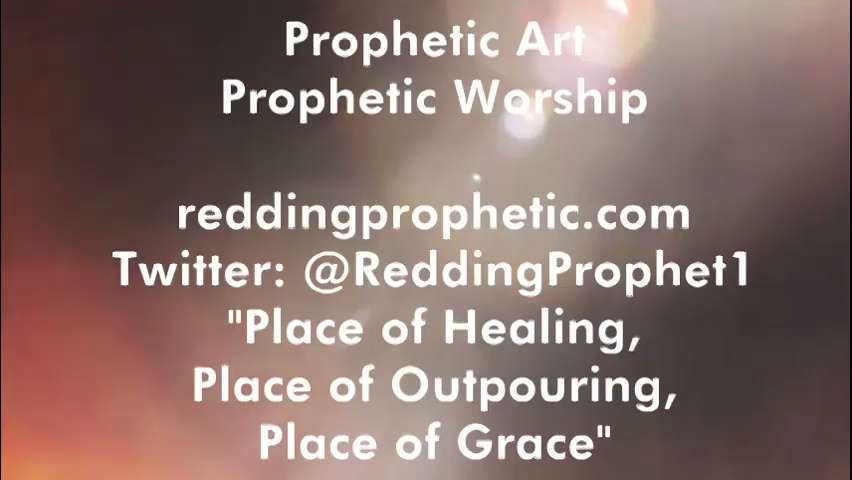 Prophetic Art
Prophetic Worship
reddingprophetic.com
Twitter: @ReddingProphet1
"Place of Healing,
Place of Outpouring,
Place of Grace"